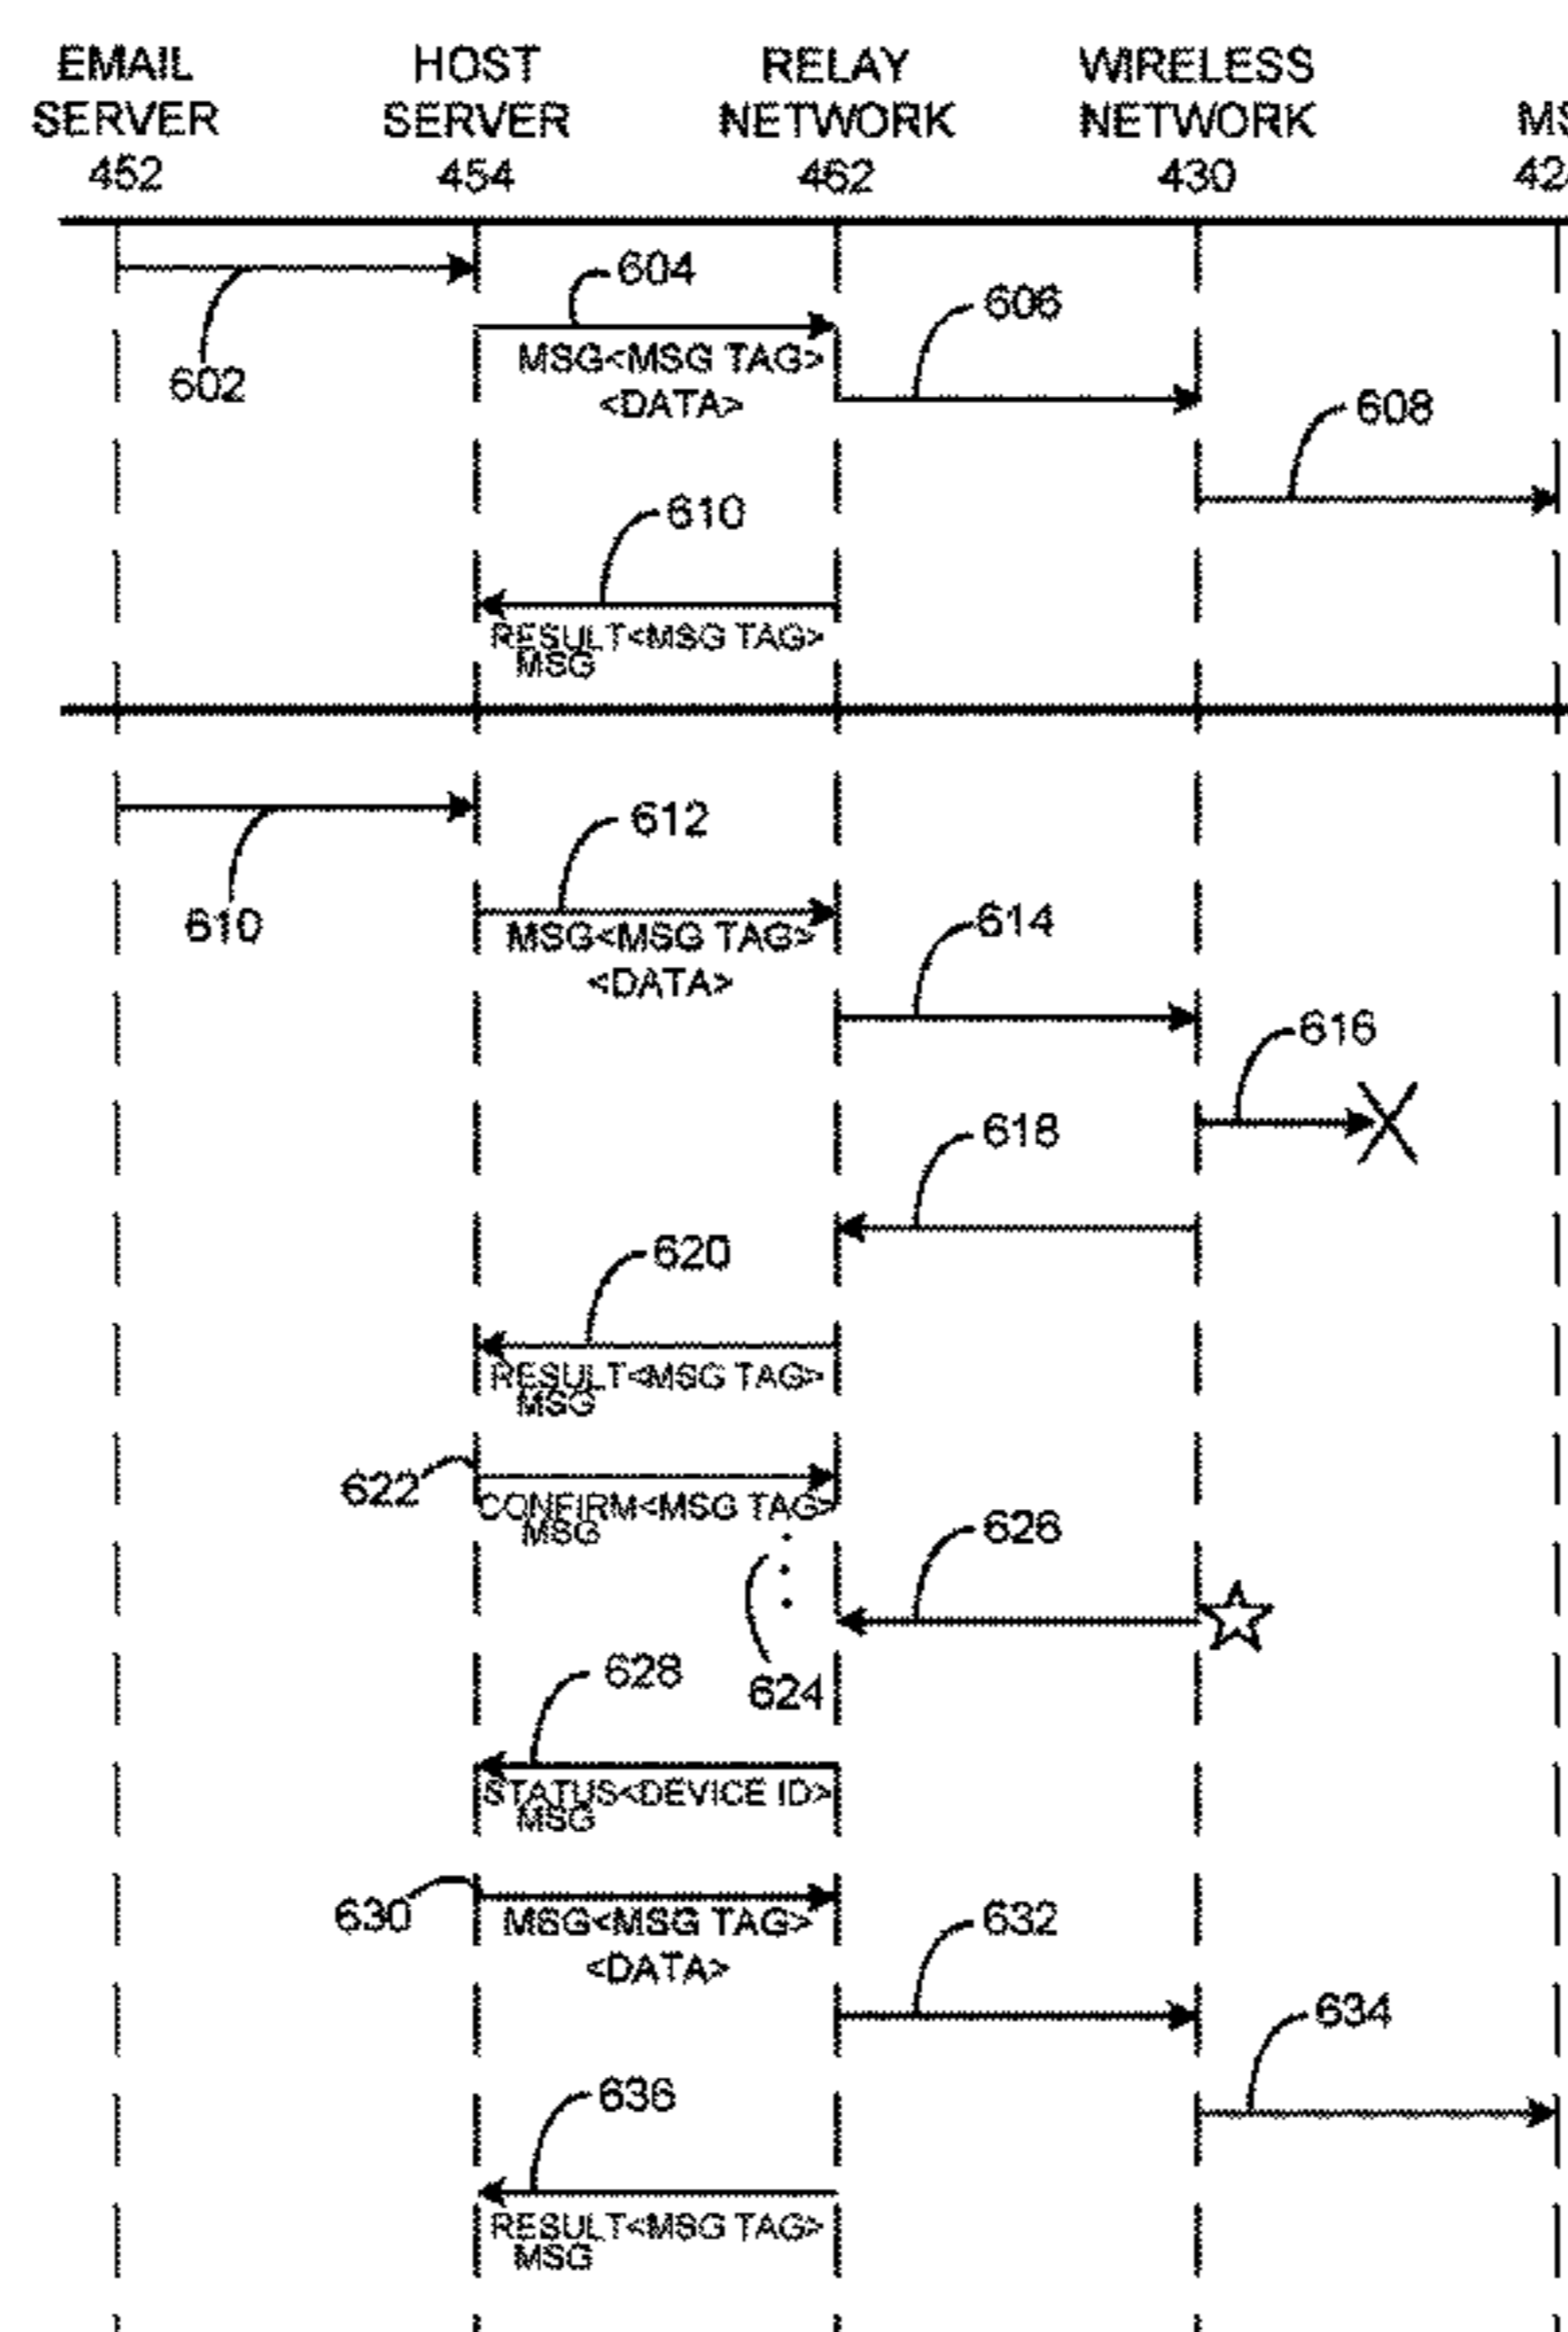 EMAIL SERVER 452
HOST SERVER 454
RELAY NETWORK 462
WIRELESS NETWORK 430
604
606
MSG<MSG TAG>
<DATA>
602
608
610
RESULT<MSG TAG>
MSG
612
610
MSG<MSG TAG>
<DATA>
614
616
618
620
RESULT<MSG TAG>
MSG
622
CONFIRM<MSG TAG>
MSG
626
628
624
STATUS<DEVICE ID>
MSG
630
MSG<MSG TAG>
<DATA>
632
634
636
RESULT<MSG TAG>
MSG